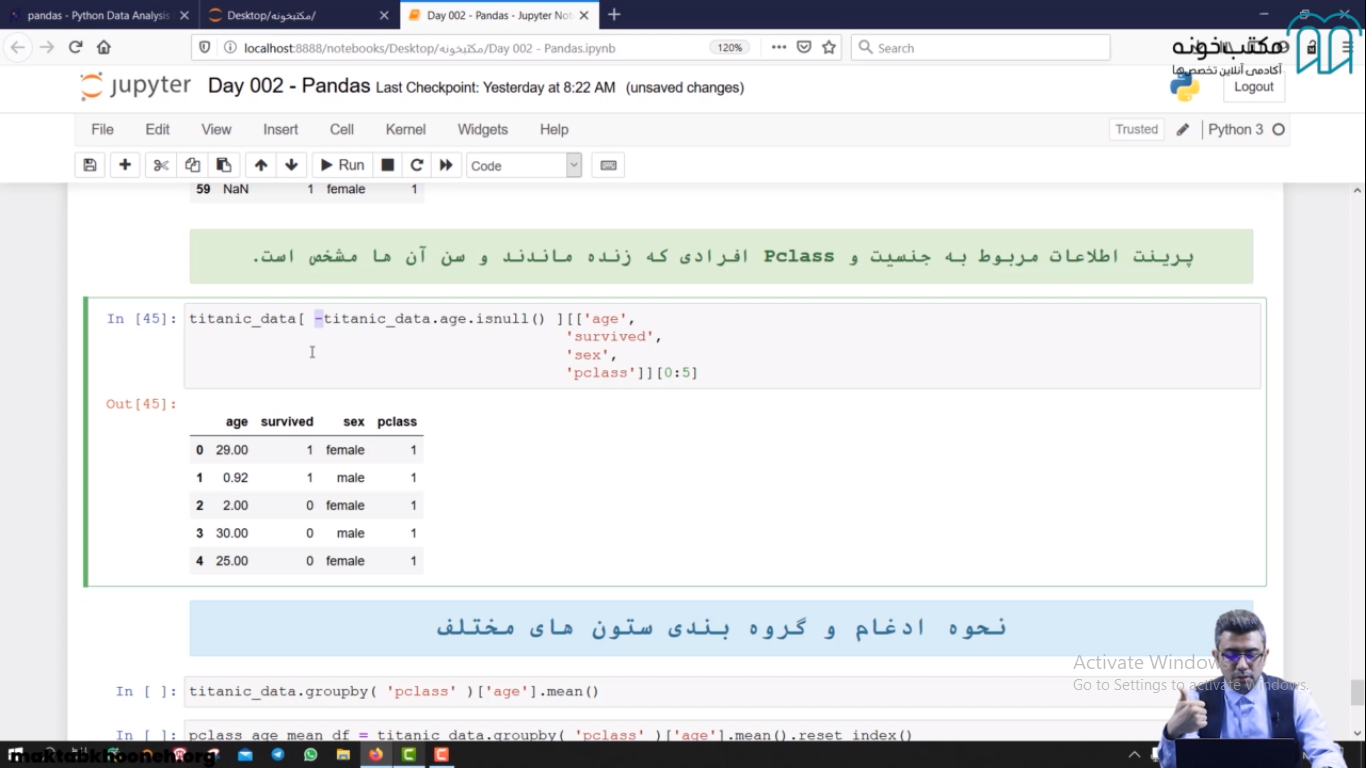 pandas - Python Data Analysis
Desktop/مکتبخونه/
Day 002 - Pandas - Jupyter Not
localhost:8888/notebooks/Desktop/مکتبخونه/Day 002 - Pandas.ipynb
120%
Search
مکتب‌خونه
آکادمی آنلاین تخصص‌ها
jupyter
Day 002 - Pandas Last Checkpoint: Yesterday at 8:22 AM (unsaved changes)
Logout
File Edit View Insert Cell Kernel Widgets Help
Trusted
Python 3
Run
Code
59 NaN 1 female 1
پرینت اطلاعات مربوط به جنسیت و Pclass افرادی که زنده ماندند و سن آن ها مشخص است.
In [45]: titanic_data[ -titanic_data.age.isnull() ][['age',
'survived',
'sex',
'pclass']][0:5]
Out[45]:
age survived sex pclass
0 29.00 1 female 1
1 0.92 1 male 1
2 2.00 0 female 1
3 30.00 0 male 1
4 25.00 0 female 1
نحوه ادغام و گروه بندی ستون های مختلف
Activate Windows
Go to Settings to activate Windows.
In [ ]: titanic_data.groupby( 'pclass' )['age'].mean()
In [ ]: pclass_age_mean_df = titanic_data.groupby( 'pclass' )['age'].mean().reset_index()
maktabkhooneh.org